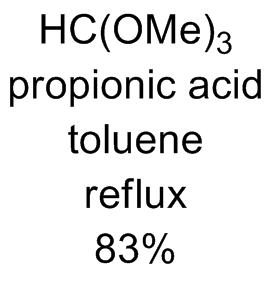 HC(OMe)₃
propionic acid
toluene
reflux
83%